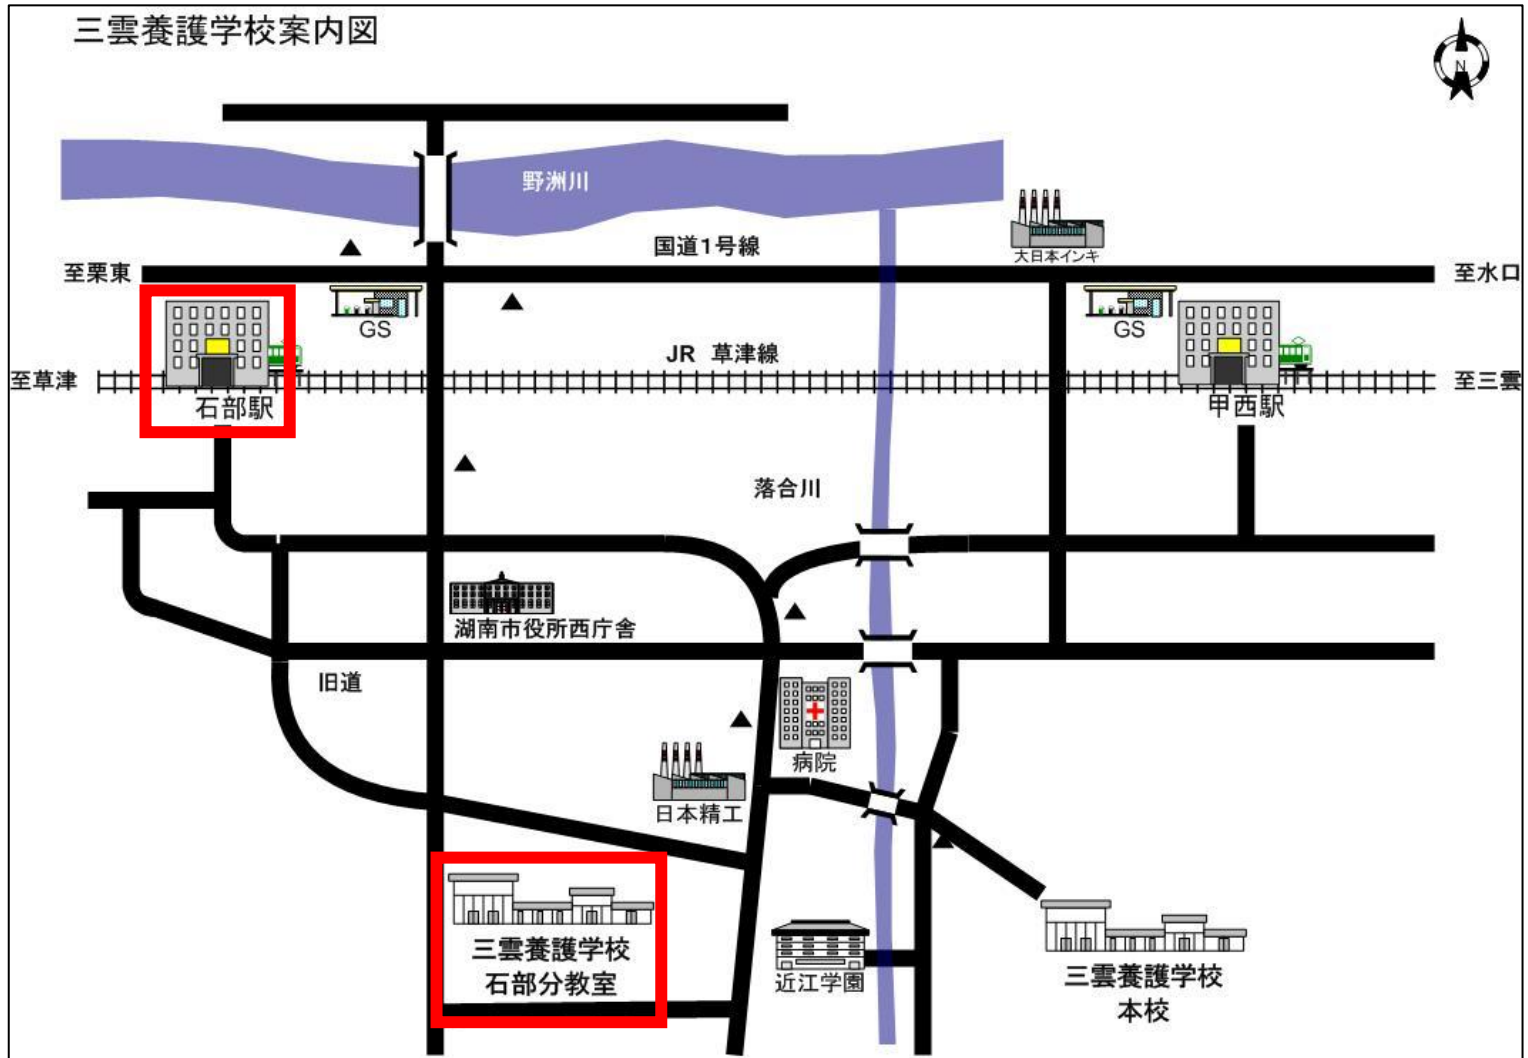 三雲養護学校案内図
N
野洲川
国道1号線
大日本インキ
至栗東
至水口
GS
GS
JR 草津線
至草津
至三雲
石部駅
甲西駅
落合川
湖南市役所西庁舎
旧道
病院
日本精工
三雲養護学校
石部分教室
近江学園
三雲養護学校
本校